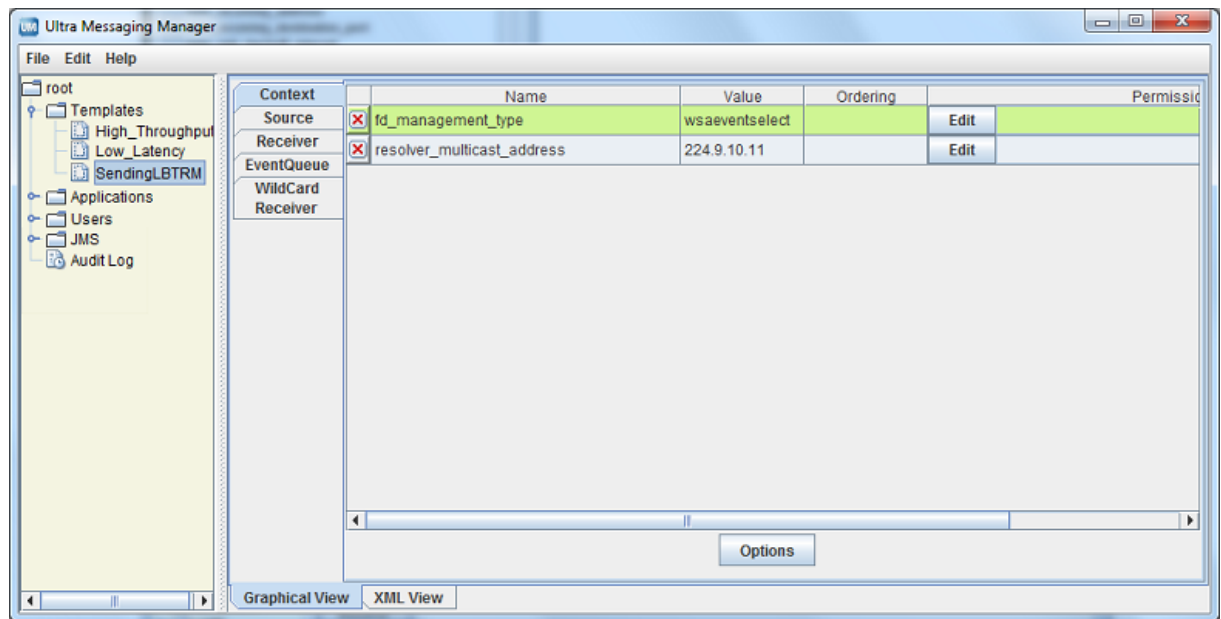 Ultra Messaging Manager
File Edit Help
root
Templates
High_Throughput
Low_Latency
SendingLBTRM
Applications
Users
JMS
Audit Log
Context
Source
Receiver
EventQueue
WildCard
Receiver
Name Value Ordering Permissio
fd_management_type wsaeventselect Edit
resolver_multicast_address 224.9.10.11 Edit
Options
Graphical View XML View